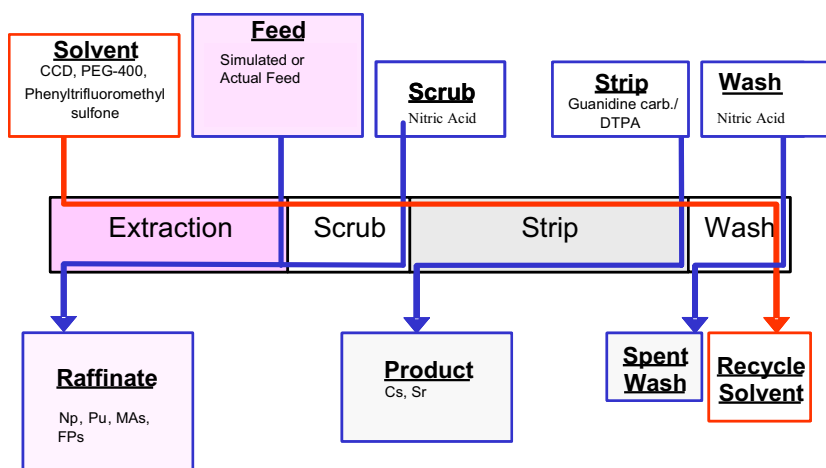 Solvent
CCD, PEG-400,
Phenyltrifluoromethyl
sulfone
Feed
Simulated or
Actual Feed
Scrub
Nitric Acid
Strip
Guanidine carb./
DTPA
Wash
Nitric Acid
Extraction
Scrub
Strip
Wash
Raffinate
Np, Pu, MAs,
FPs
Product
Cs, Sr
Spent
Wash
Recycle
Solvent